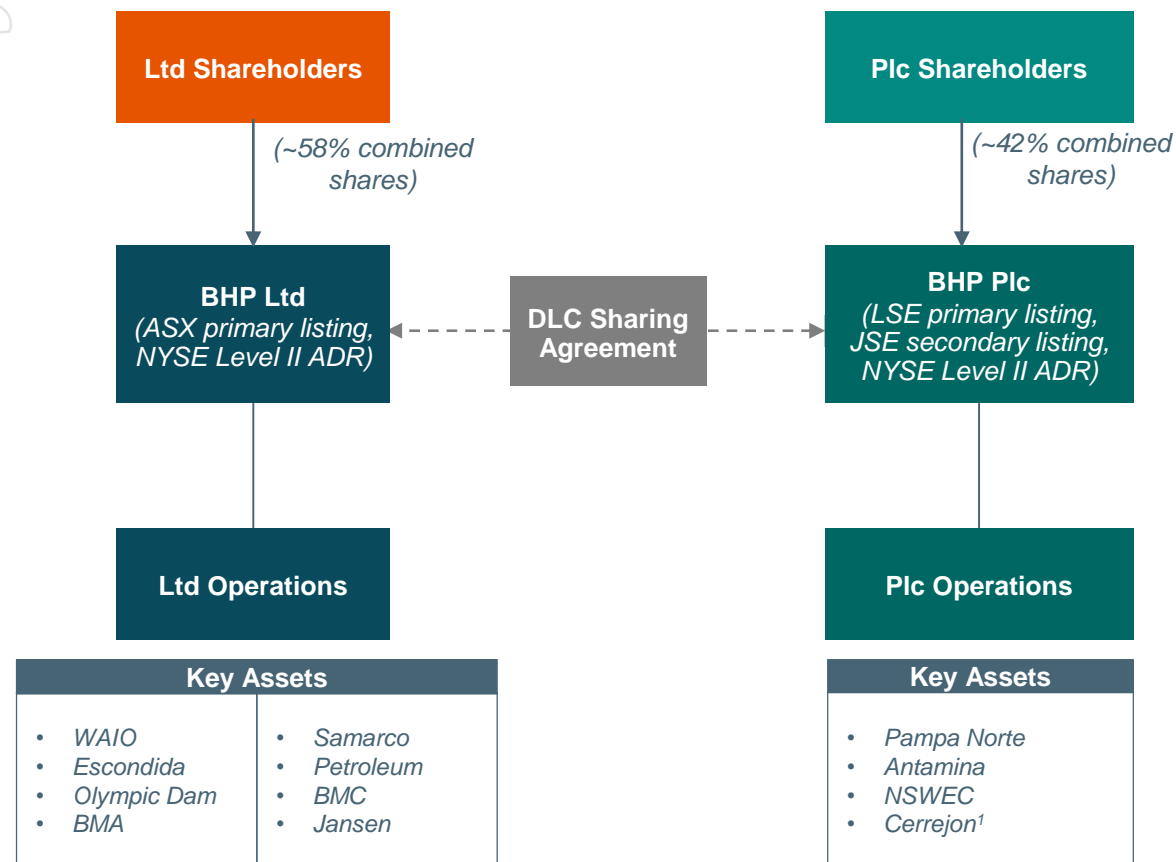 Ltd Shareholders
Plc Shareholders
(~58% combined
shares)
(~42% combined
shares)
BHP Ltd
(ASX primary listing,
NYSE Level II ADR)
DLC Sharing
Agreement
BHP Plc
(LSE primary listing,
JSE secondary listing,
NYSE Level II ADR)
Ltd Operations
Plc Operations
Key Assets
• WAIO
• Escondida
• Olympic Dam
• BMA
• Samarco
• Petroleum
• BMC
• Jansen
Key Assets
• Pampa Norte
• Antamina
• NSWEC
• Cerrejon¹